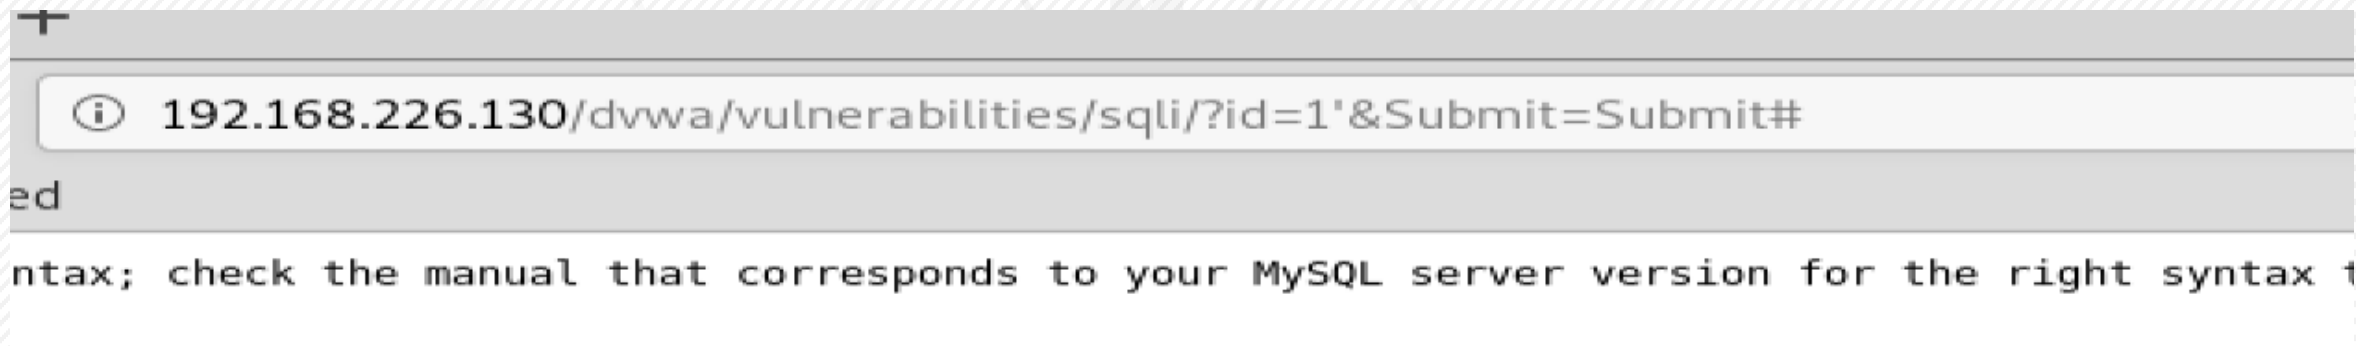 192.168.226.130/dvwa/vulnerabilities/sqli/?id=1'&Submit=Submit#
ed
ntax; check the manual that corresponds to your MySQL server version for the right syntax t